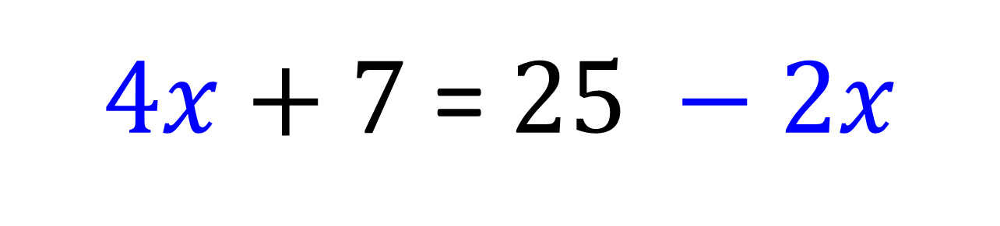 4x + 7 = 25 − 2x